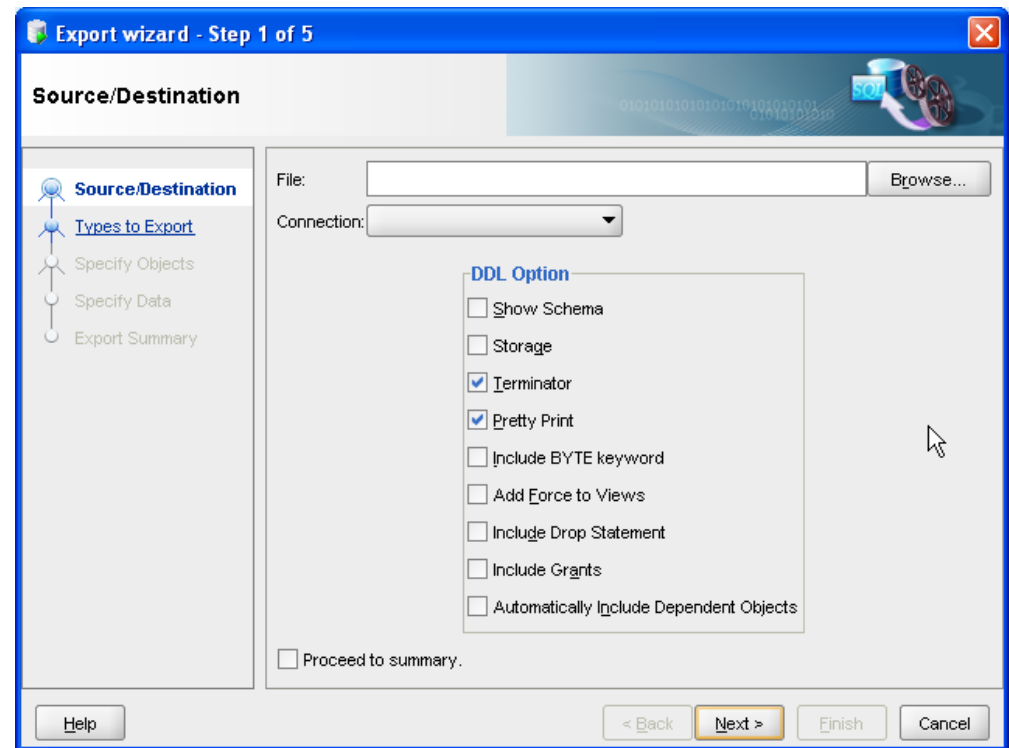 Export wizard - Step 1 of 5
Source/Destination
SQL
Source/Destination
Types to Export
Specify Objects
Specify Data
Export Summary
File:
Browse...
Connection:
DDL Option
Show Schema
Storage
Terminator
Pretty Print
Include BYTE keyword
Add Force to Views
Include Drop Statement
Include Grants
Automatically Include Dependent Objects
Proceed to summary.
Help
< Back
Next >
Finish
Cancel